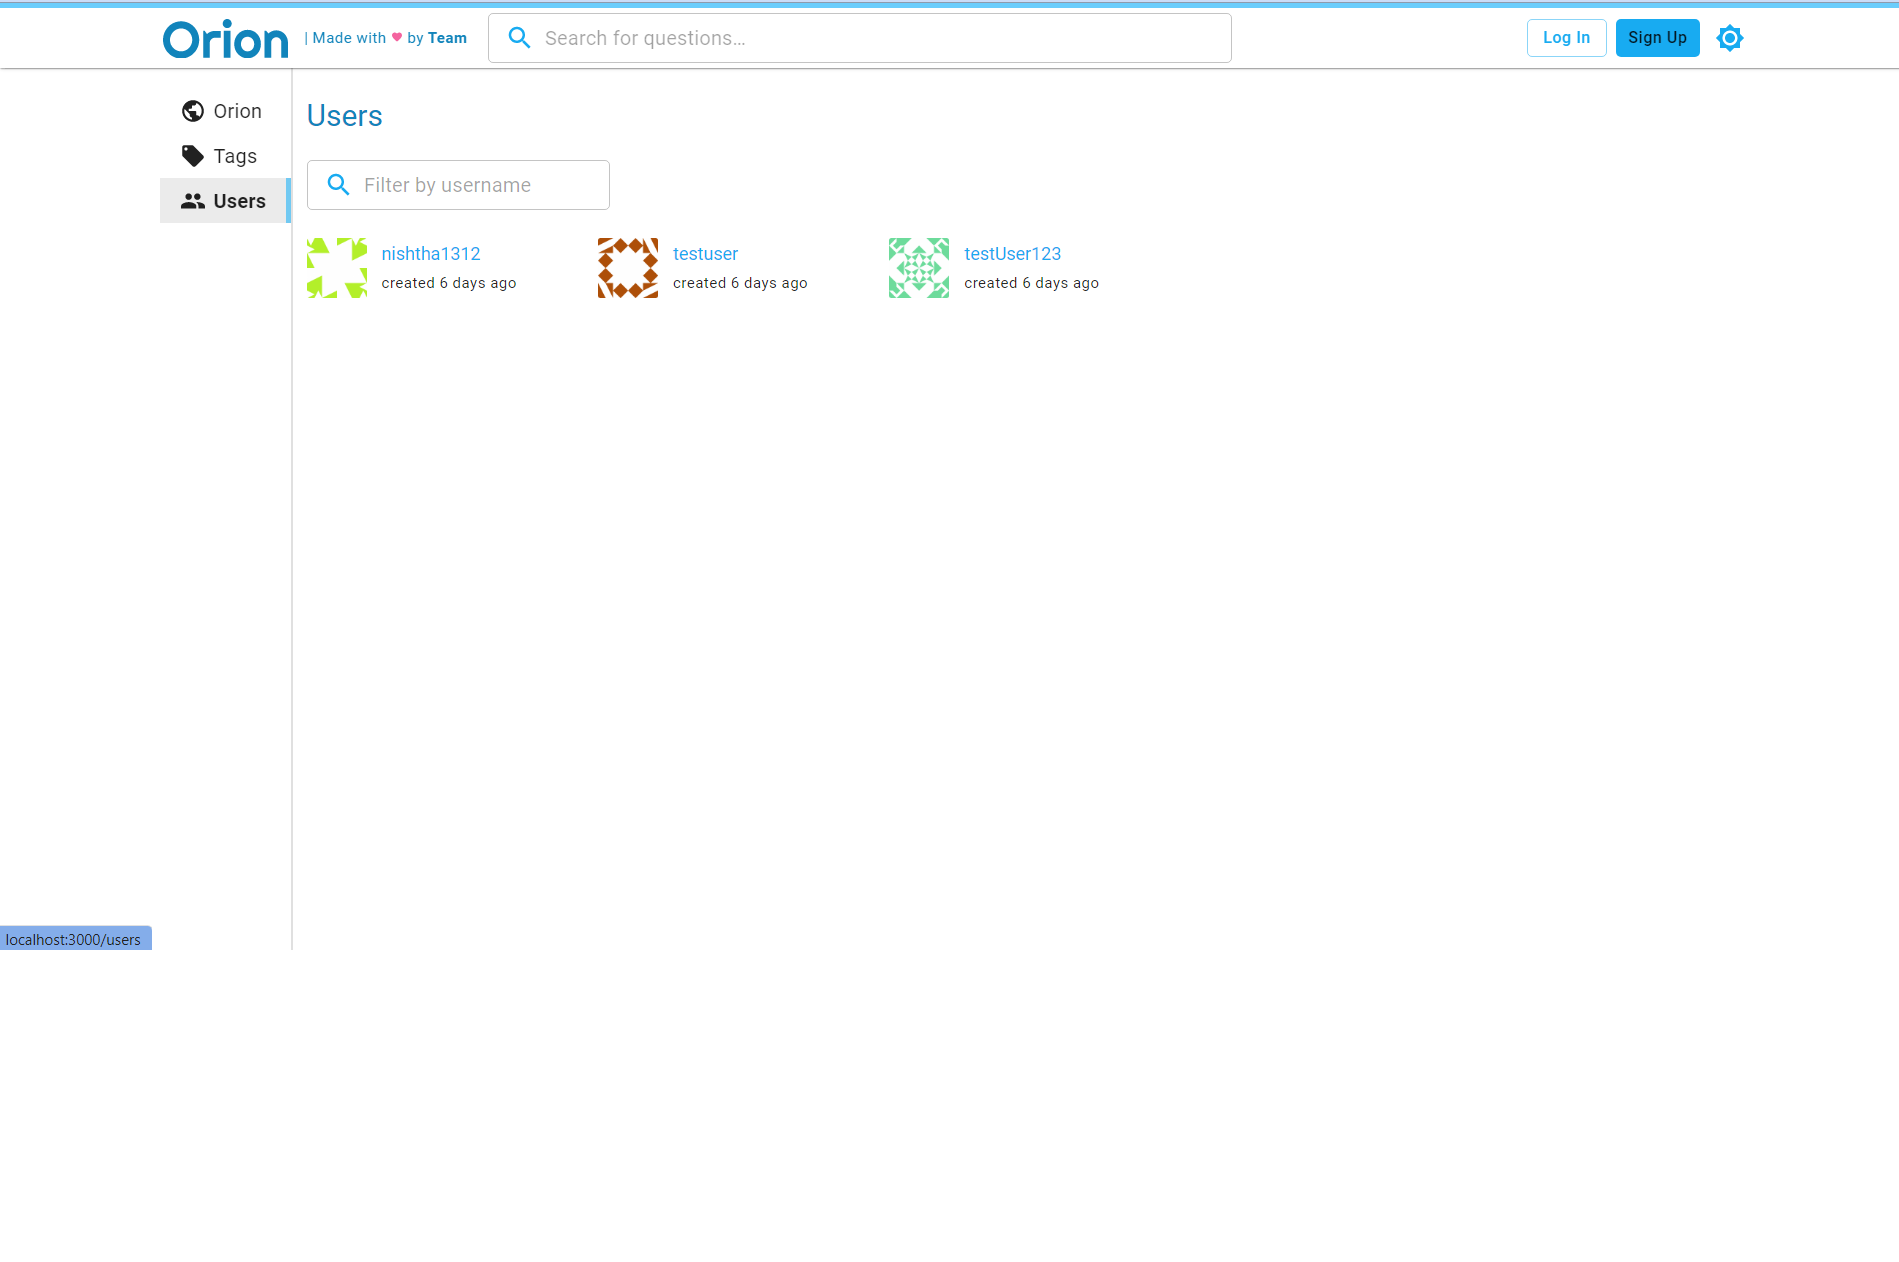 Orion | Made with ♥ by Team Search for questions... Log In Sign Up
Orion
Tags
Users
Users
Filter by username
nishtha1312
created 6 days ago
testuser
created 6 days ago
testUser123
created 6 days ago
localhost:3000/users